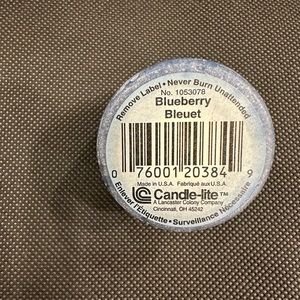 Remove Label • Never Burn Unattended
No. 1053078
Blueberry
Bleuet
0 76001 20384 9
Made in U.S.A. Fabriqué aux U.S.A.
Candle-lite™
A Lancaster Colony Company
Cincinnati, OH 45242
Enlever l'Étiquette • Surveillance Nécessaire